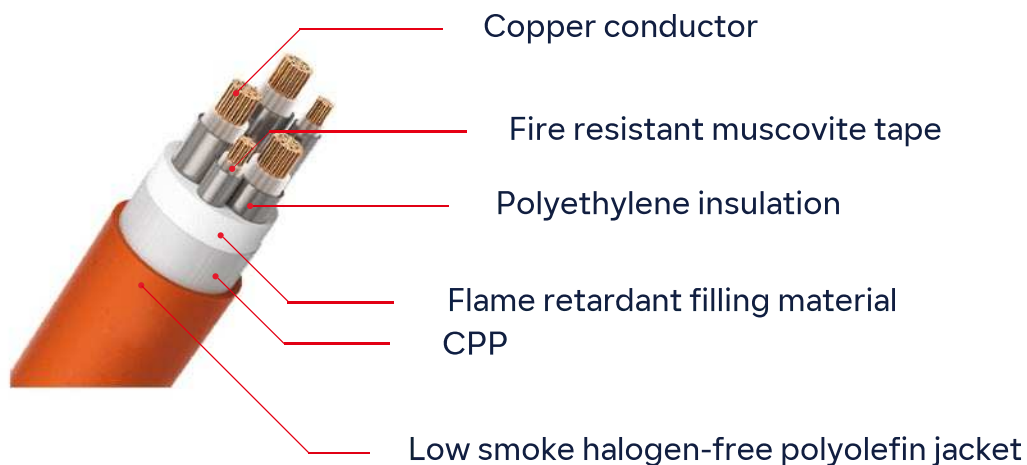 Copper conductor
Fire resistant muscovite tape
Polyethylene insulation
Flame retardant filling material
CPP
Low smoke halogen-free polyolefin jacket